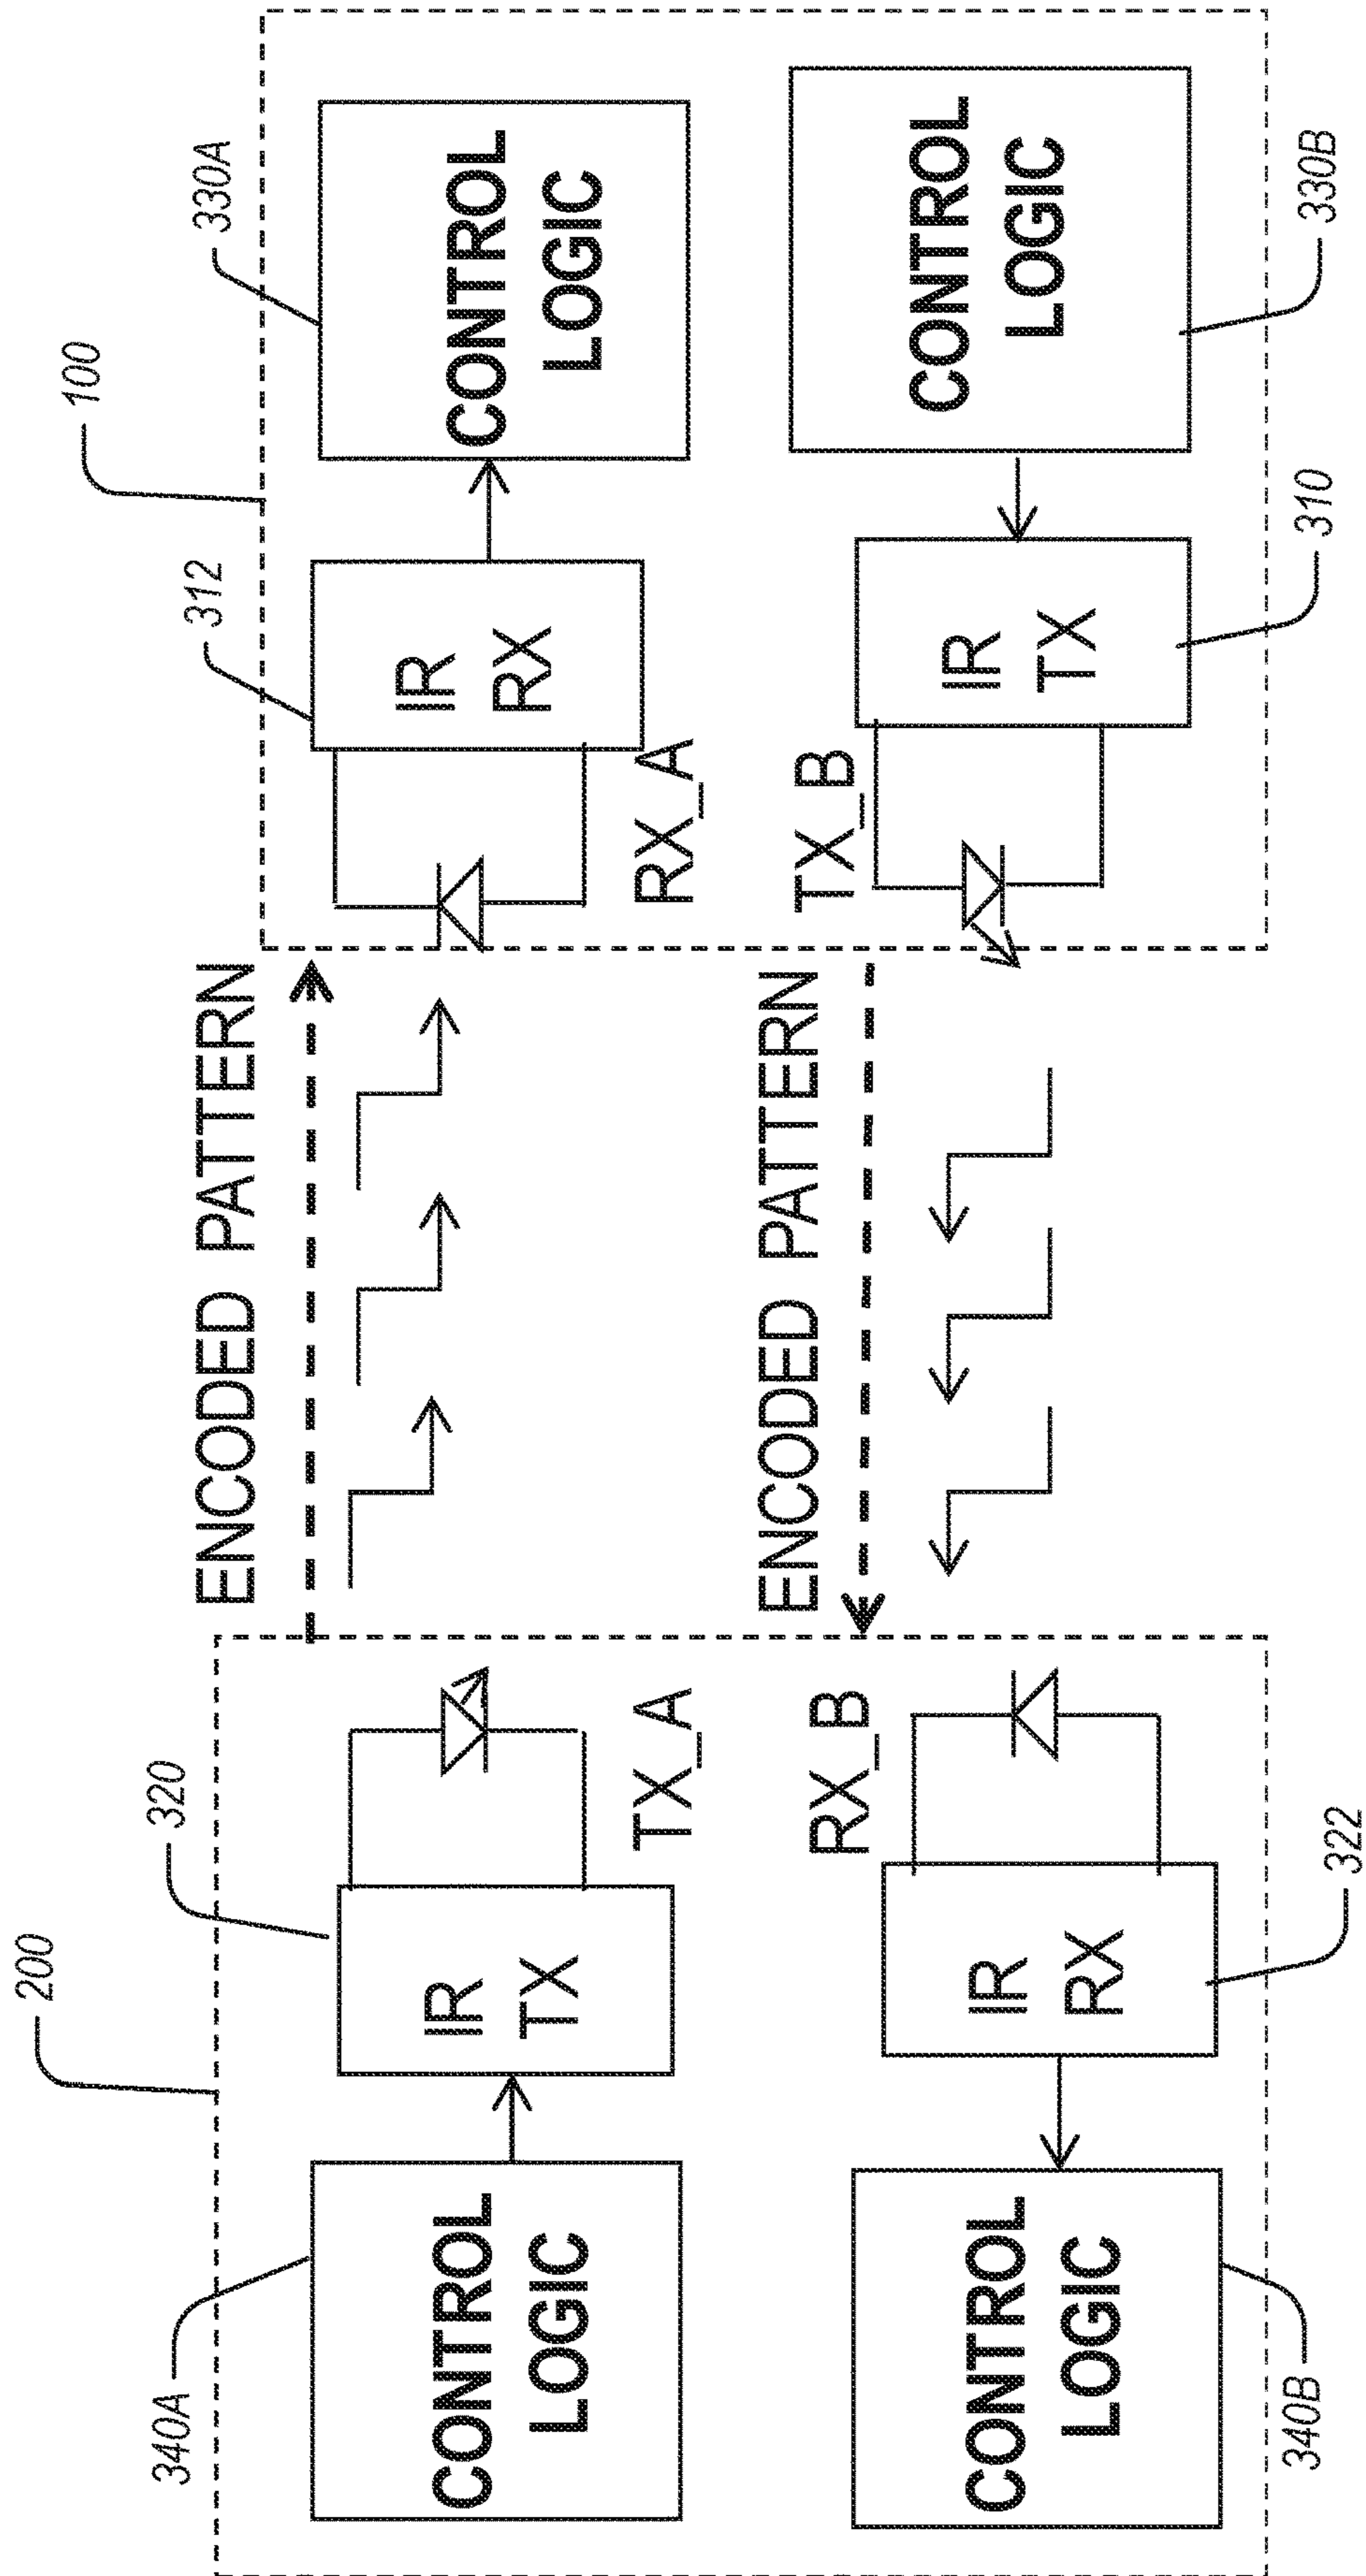 200
340A
CONTROL
LOGIC
320
IR
TX
TX_A
ENCODED PATTERN
100
312
IR
RX
RX_A
330A
CONTROL
LOGIC
340B
CONTROL
LOGIC
322
IR
RX
RX_B
ENCODED PATTERN
TX_B
310
IR
TX
330B
CONTROL
LOGIC